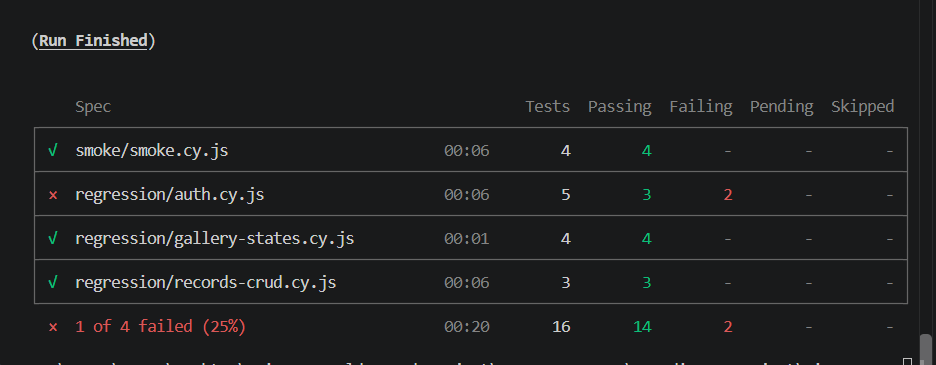 (Run Finished)
Spec Tests Passing Failing Pending Skipped
√ smoke/smoke.cy.js 00:06 4 4 - - -
× regression/auth.cy.js 00:06 5 3 2 - -
√ regression/gallery-states.cy.js 00:01 4 4 - - -
√ regression/records-crud.cy.js 00:06 3 3 - - -
× 1 of 4 failed (25%) 00:20 16 14 2 - -